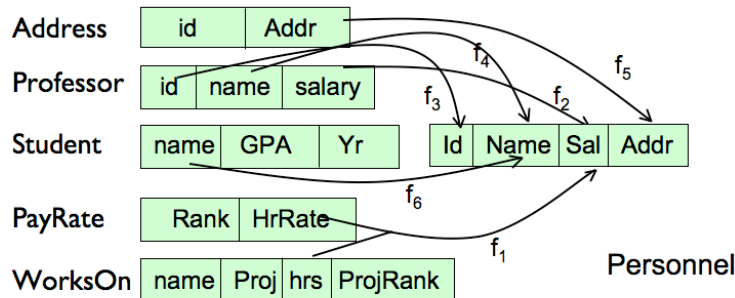 Address id Addr
f4 f5
Professor id name salary f3 f2
Student name GPA Yr Id Name Sal Addr
f6
PayRate Rank HrRate
f1
Personnel
WorksOn name Proj hrs ProjRank